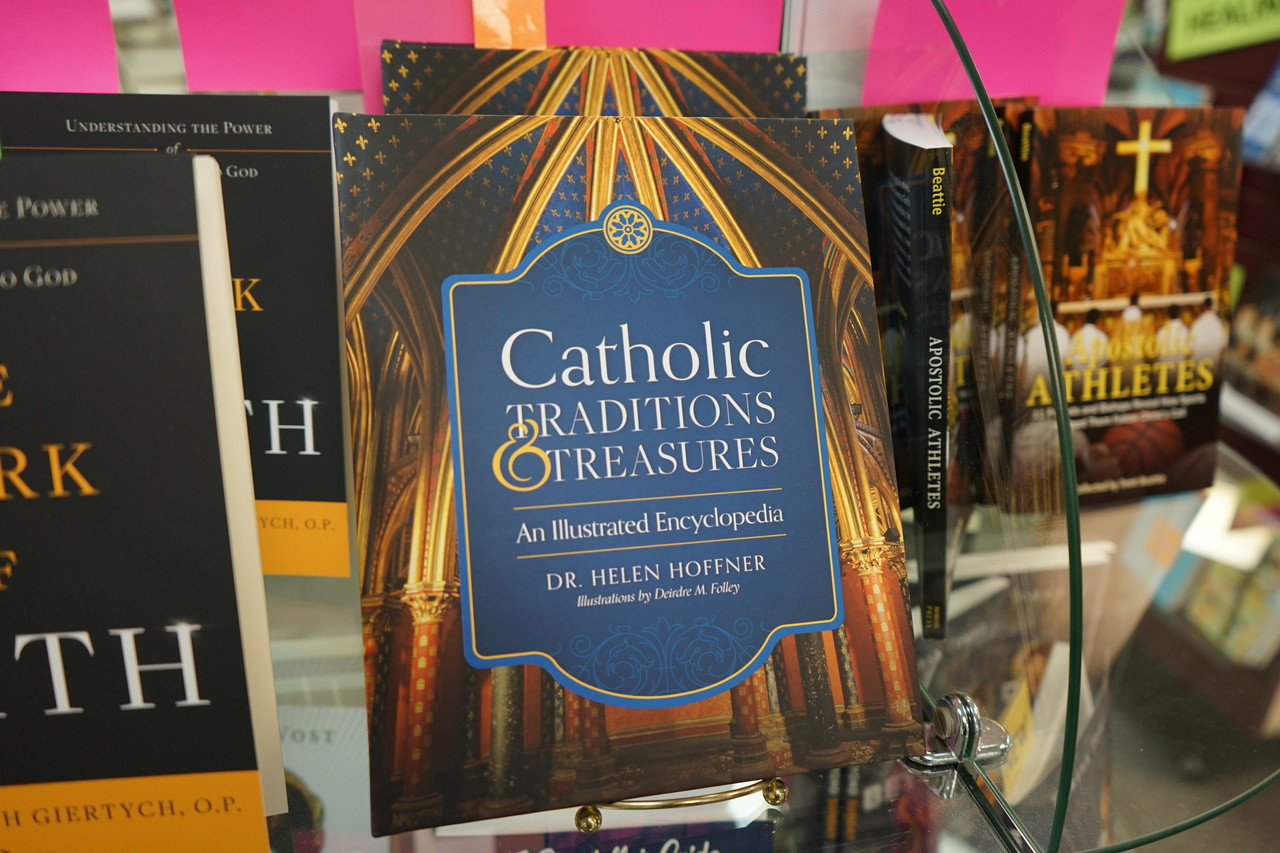 UNDERSTANDING THE POWER
of
GOD
K
TH
YCH, O.P.
E POWER
O GOD
E
RK
F
TH
H GIERTYCH, O.P.
VOST
Catholic
TRADITIONS
& TREASURES
An Illustrated Encyclopedia
DR. HELEN HOFFNER
Illustrations by Deirdre M. Folley
Beattie
APOSTOLIC ATHLETES
Apostolic
ATHLETES
Guide